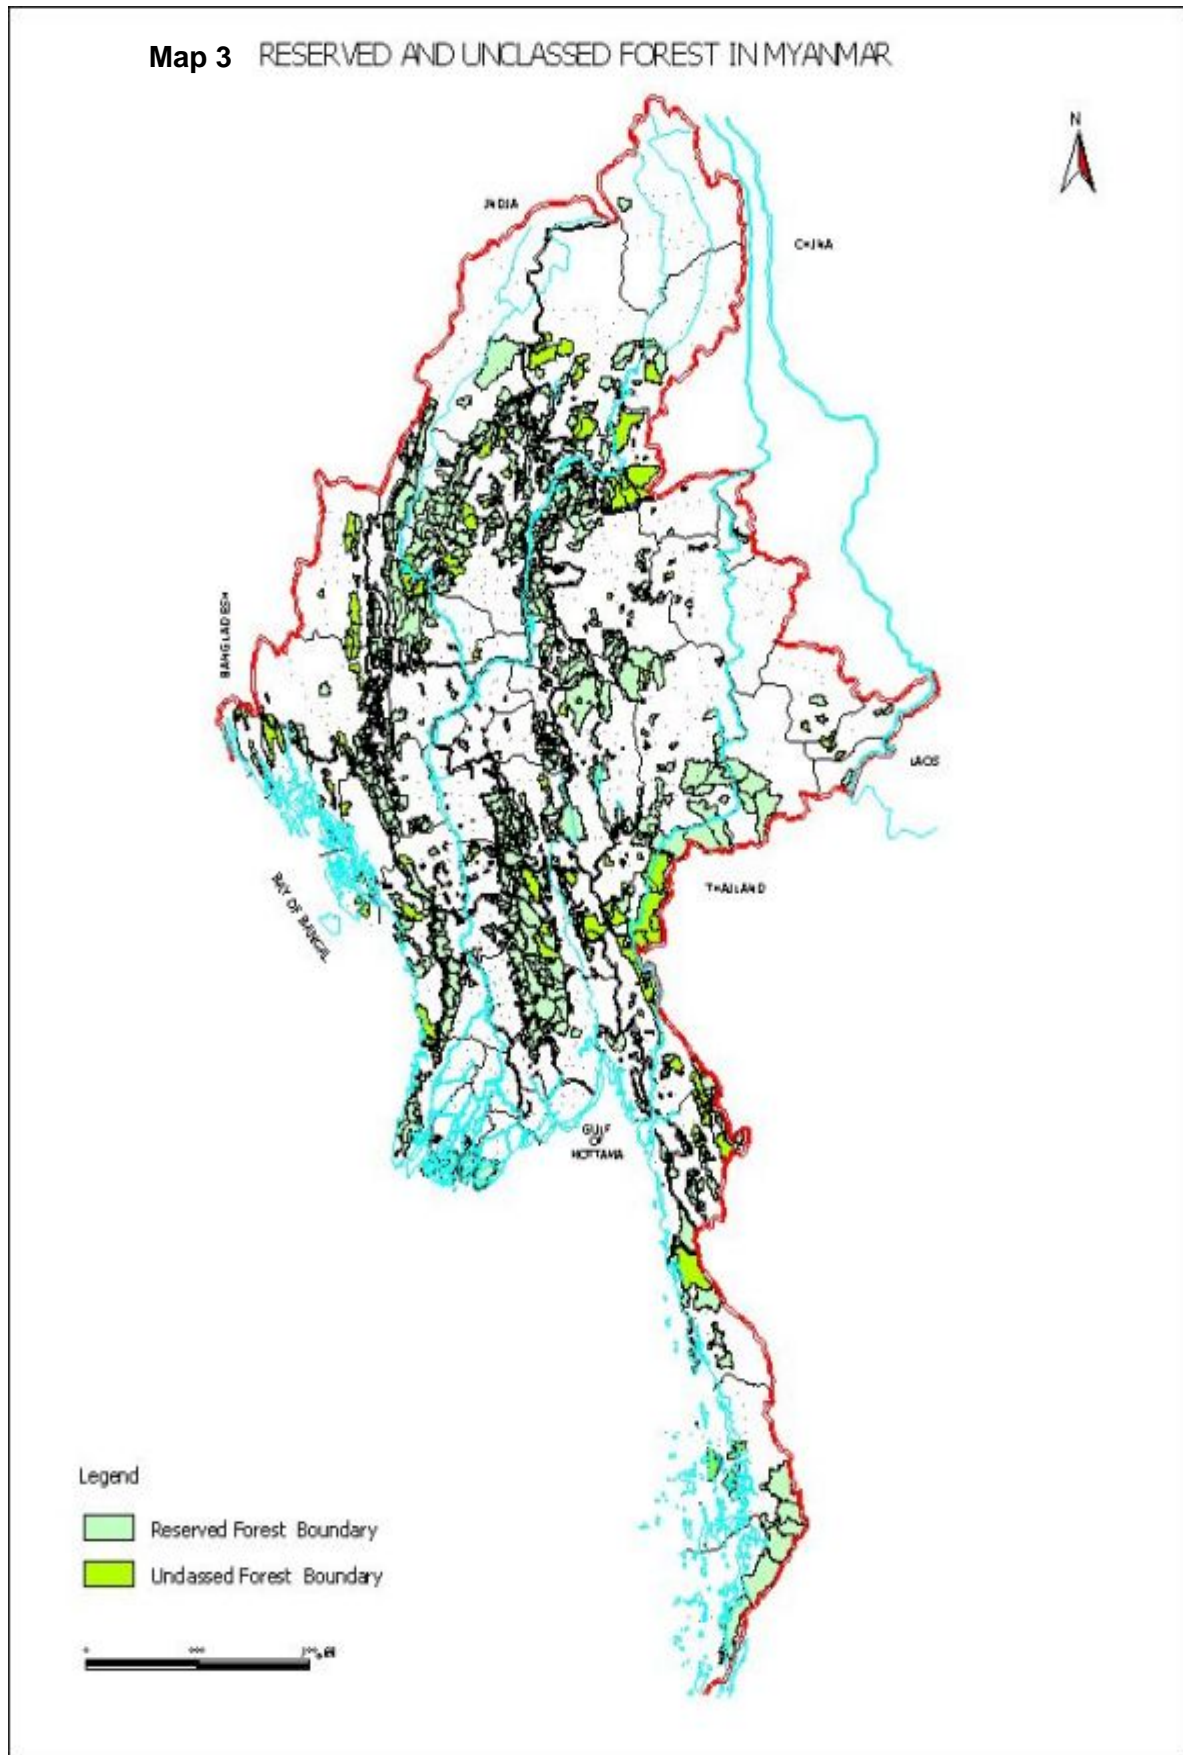 Map 3 RESERVED AND UNCLASSED FOREST IN MYANMAR
N
INDIA
CHINA
BANGLADESH
LAOS
THAILAND
BAY OF BANGAL
GULF
OF
MOTTAMA
Legend
Reserved Forest Boundary
Unclassed Forest Boundary